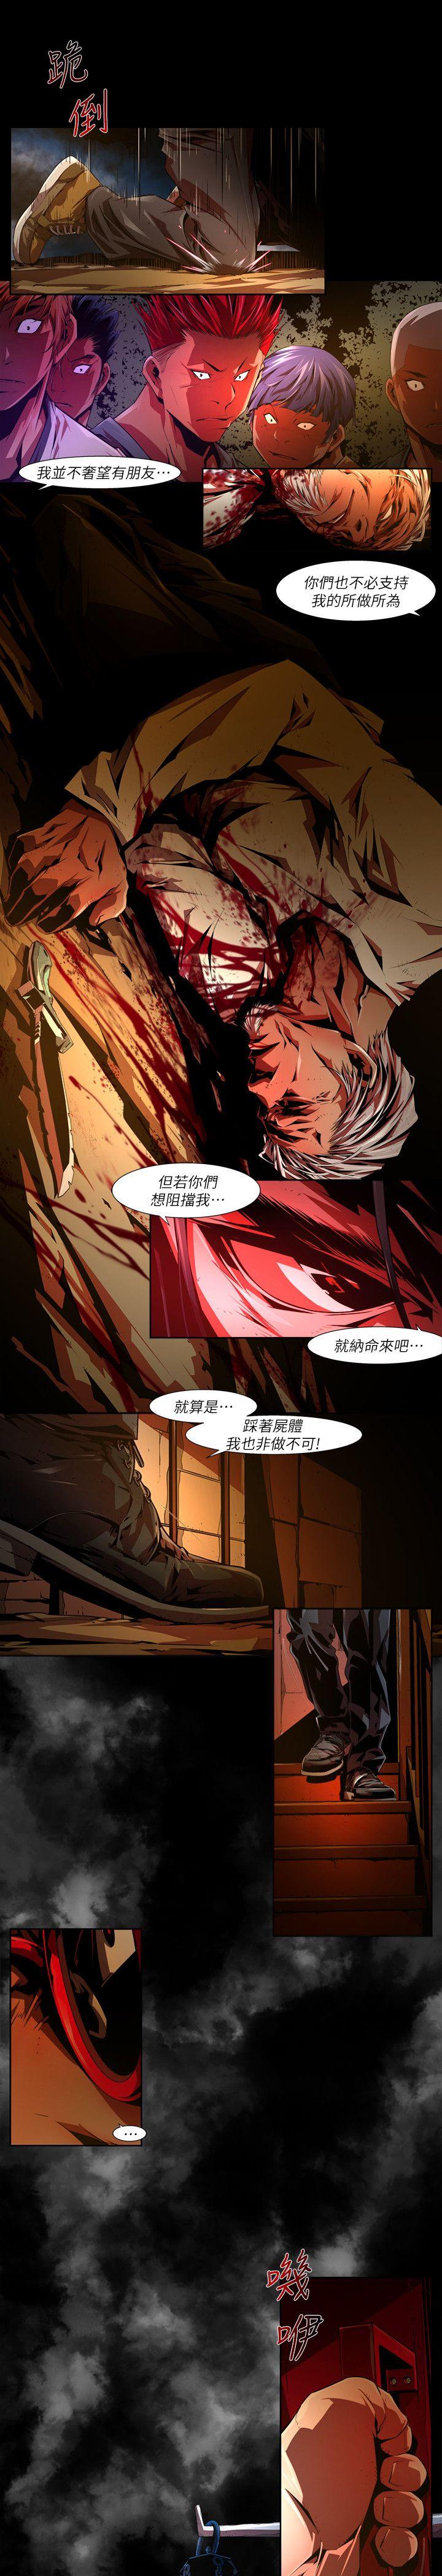 跪倒
我並不奢望有朋友…
你們也不必支持
我的所做所為
但若你們
想阻擋我…
就納命來吧…
就算是…
踩著屍體
我也非做不可!
…
嘰咿